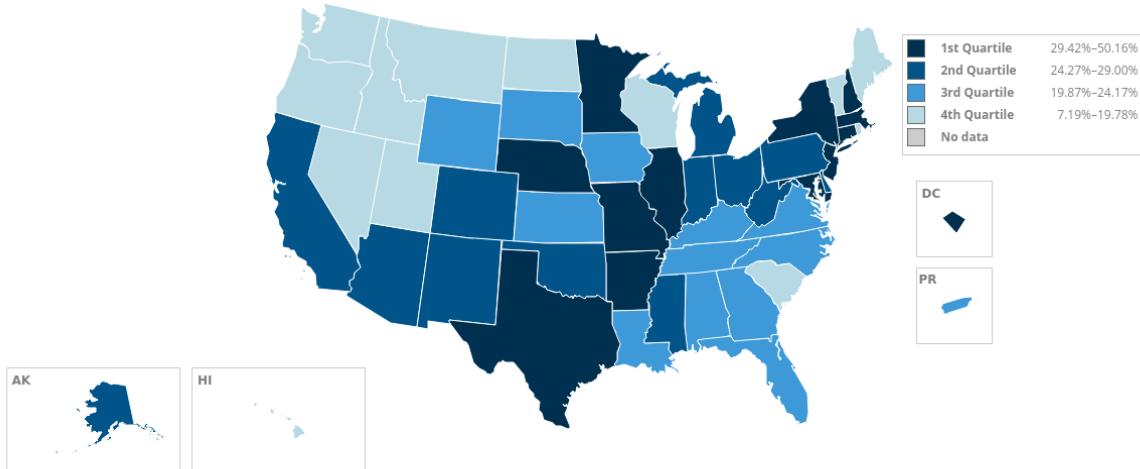 1st Quartile 29.42%–50.16%
2nd Quartile 24.27%–29.00%
3rd Quartile 19.87%–24.17%
4th Quartile 7.19%–19.78%
No data
DC
PR
AK
HI